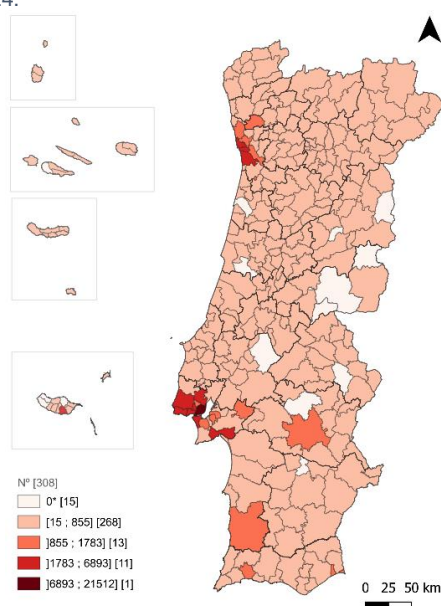 4.
Nº [308]
0* [15]
[15 ; 855] [268]
]855 ; 1783] [13]
]1783 ; 6893] [11]
]6893 ; 21512] [1]
0 25 50 km